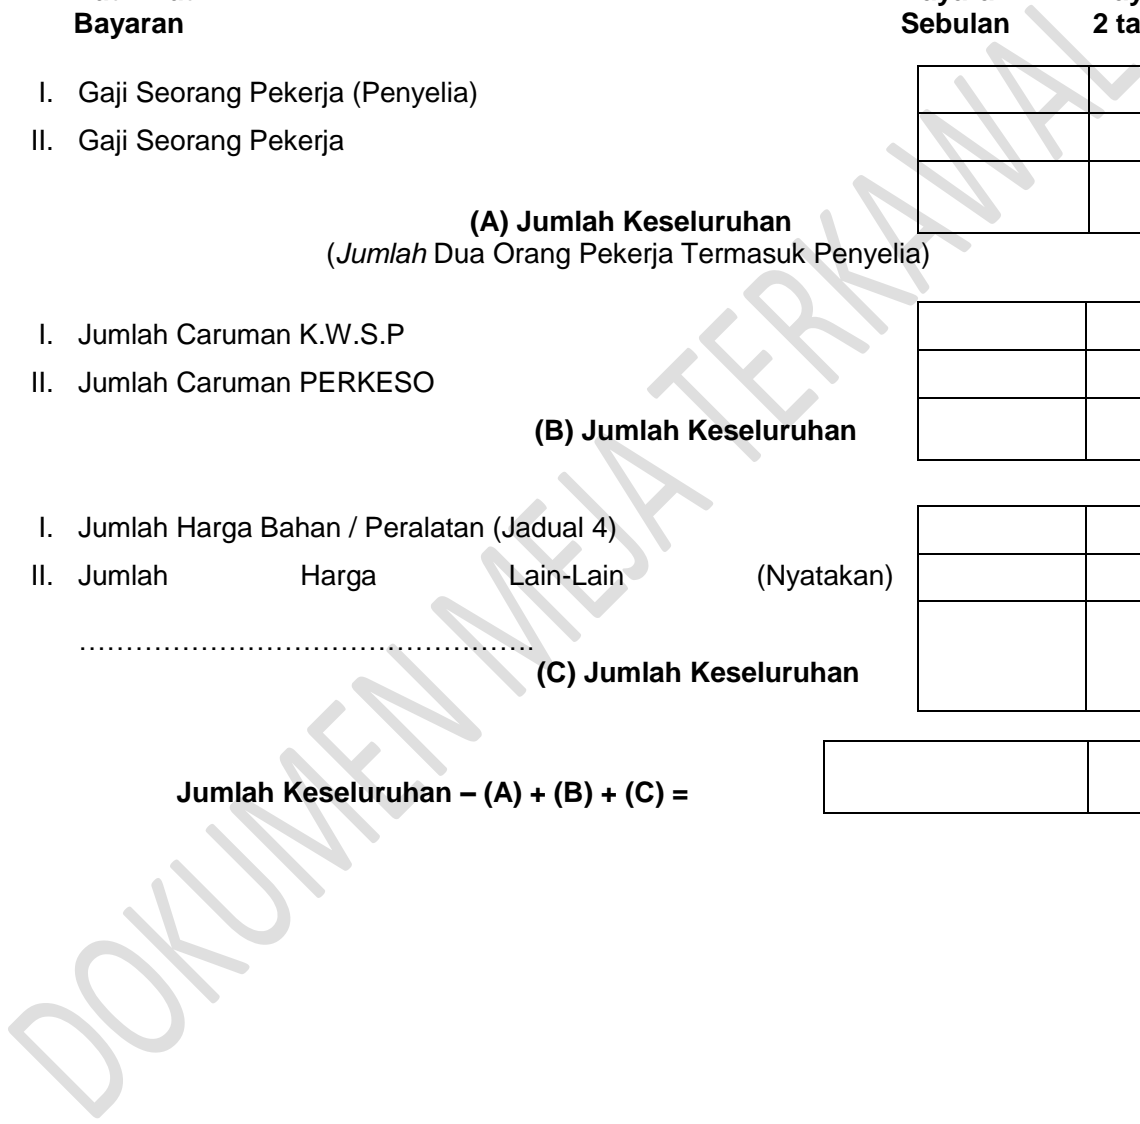 Bayaran Sebulan 2
I. Gaji Seorang Pekerja (Penyelia)
II. Gaji Seorang Pekerja
(A) Jumlah Keseluruhan
(Jumlah Dua Orang Pekerja Termasuk Penyelia)
I. Jumlah Caruman K.W.S.P
II. Jumlah Caruman PERKESO
(B) Jumlah Keseluruhan
I. Jumlah Harga Bahan / Peralatan (Jadual 4)
II. Jumlah Harga Lain-Lain (Nyatakan)
………………………………………….
(C) Jumlah Keseluruhan
Jumlah Keseluruhan – (A) + (B) + (C) =
DOKUMEN MEJA TERKAWAL